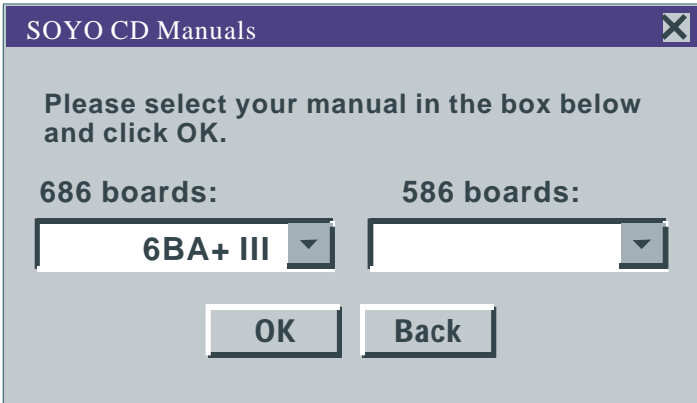 SOYO CD Manuals
Please select your manual in the box below
and click OK.
686 boards: 586 boards:
6BA+ III
OK Back